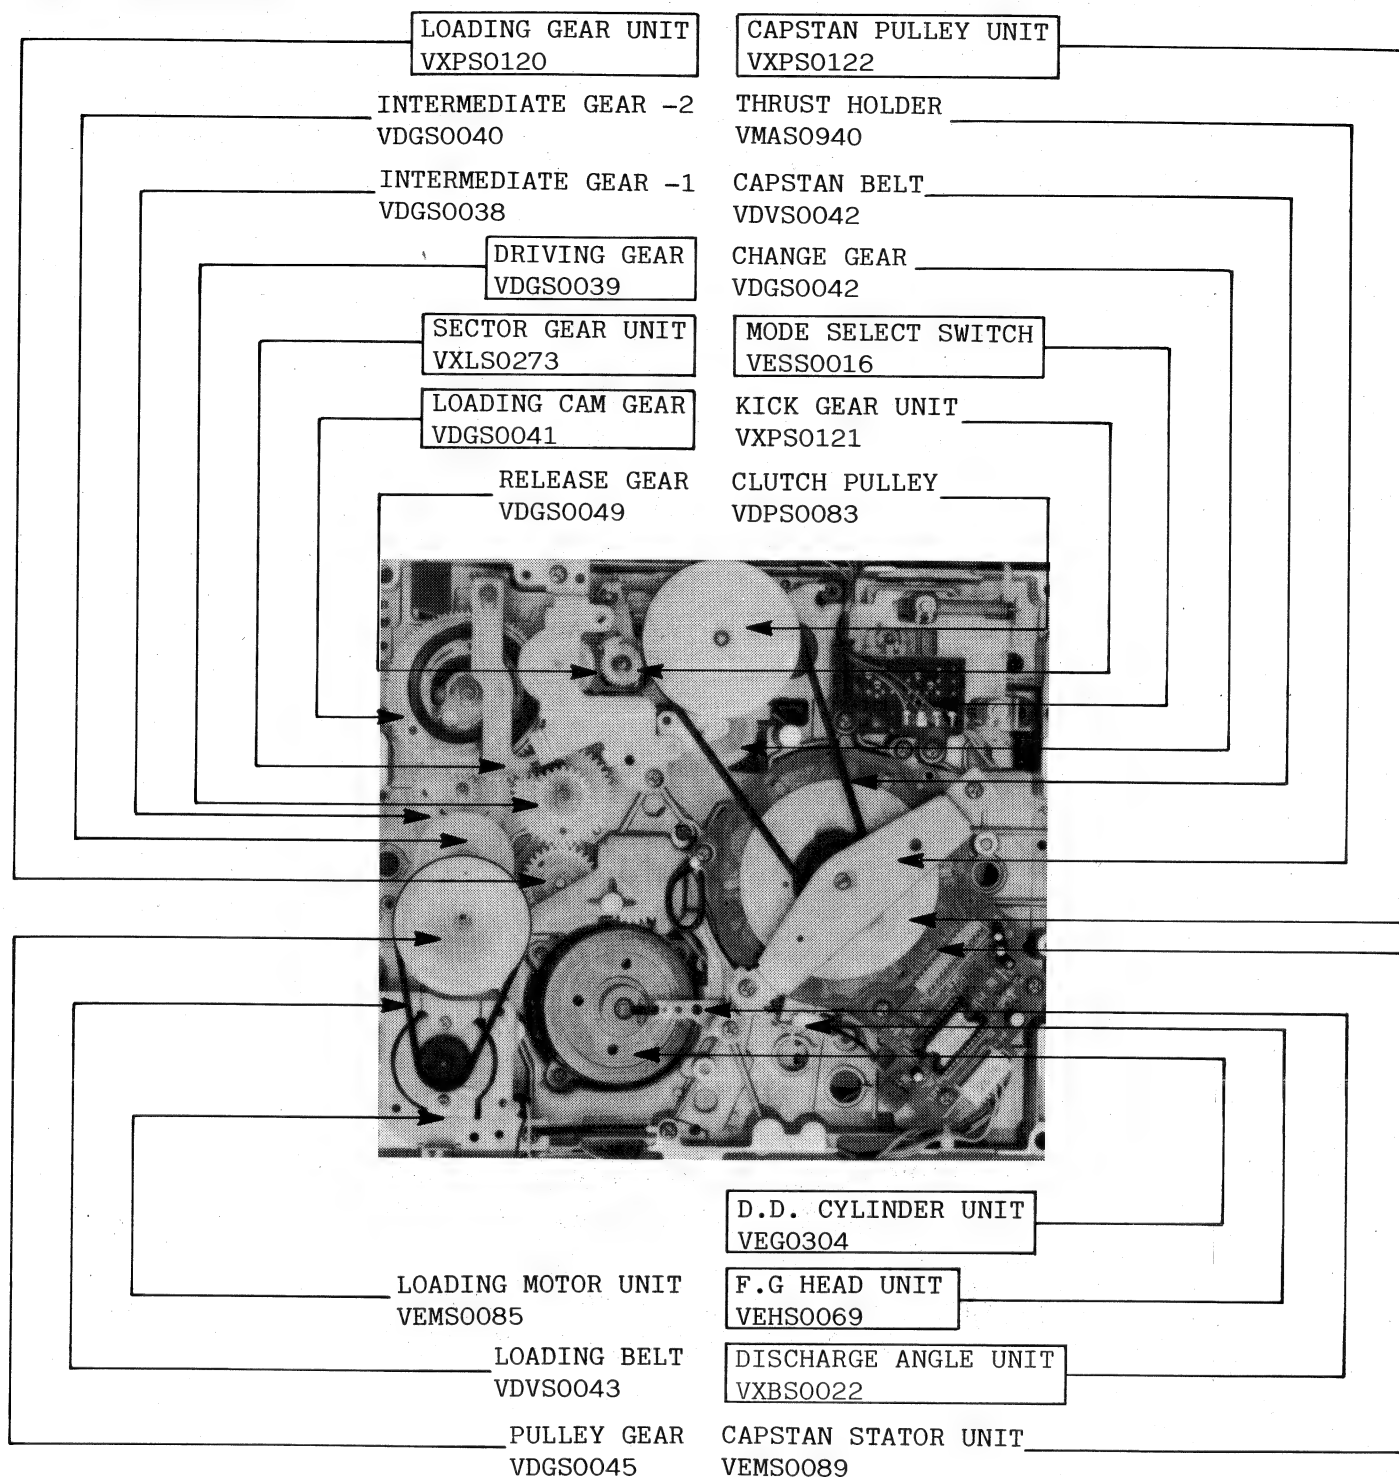 LOADING GEAR UNIT
VXPS0120
CAPSTAN PULLEY UNIT
VXPS0122
INTERMEDIATE GEAR -2
VDGS0040
THRUST HOLDER
VMAS0940
INTERMEDIATE GEAR -1
VDGS0038
CAPSTAN BELT
VDVS0042
DRIVING GEAR
VDGS0039
CHANGE GEAR
VDGS0042
SECTOR GEAR UNIT
VXLS0273
MODE SELECT SWITCH
VESS0016
LOADING CAM GEAR
VDGS0041
KICK GEAR UNIT
VXPS0121
RELEASE GEAR
VDGS0049
CLUTCH PULLEY
VDPS0083
D.D. CYLINDER UNIT
VEG0304
LOADING MOTOR UNIT
VEMS0085
F.G HEAD UNIT
VEHS0069
LOADING BELT
VDVS0043
DISCHARGE ANGLE UNIT
VXBS0022
PULLEY GEAR
VDGS0045
CAPSTAN STATOR UNIT
VEMS0089